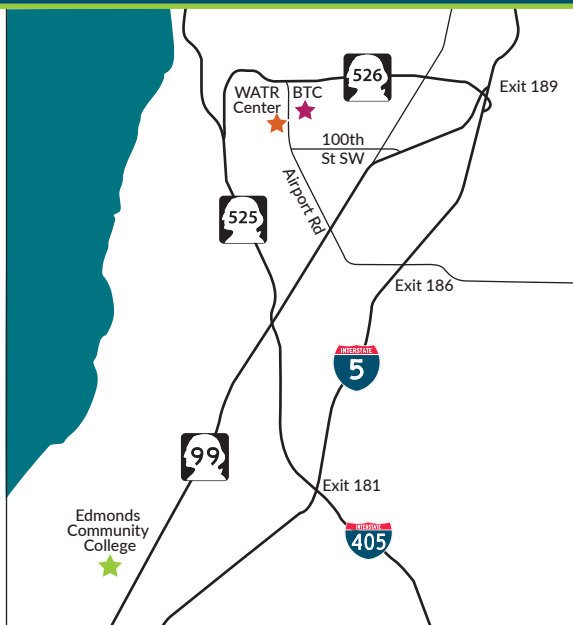 526
Exit 189
WATR
Center
BTC
100th
St SW
Airport Rd
525
Exit 186
INTERSTATE
5
99
Exit 181
Edmonds
Community
College
INTERSTATE
405